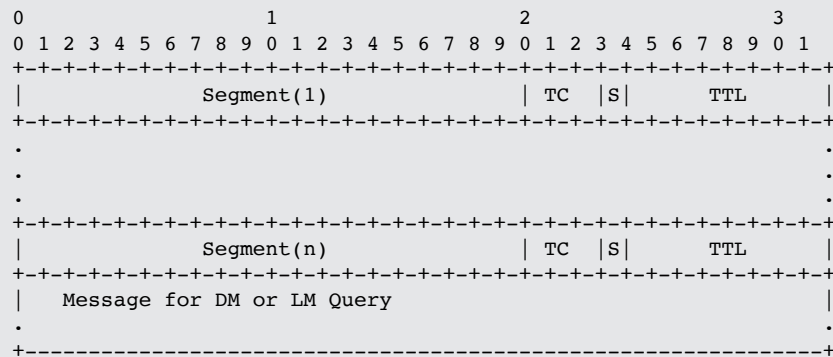 0                   1                   2                   3
0 1 2 3 4 5 6 7 8 9 0 1 2 3 4 5 6 7 8 9 0 1 2 3 4 5 6 7 8 9 0 1
+-+-+-+-+-+-+-+-+-+-+-+-+-+-+-+-+-+-+-+-+-+-+-+-+-+-+-+-+-+-+-+-+
|              Segment(1)               | TC  |S|      TTL      |
+-+-+-+-+-+-+-+-+-+-+-+-+-+-+-+-+-+-+-+-+-+-+-+-+-+-+-+-+-+-+-+-+
.                                                               .
.                                                               .
.                                                               .
+-+-+-+-+-+-+-+-+-+-+-+-+-+-+-+-+-+-+-+-+-+-+-+-+-+-+-+-+-+-+-+-+
|              Segment(n)               | TC  |S|      TTL      |
+-+-+-+-+-+-+-+-+-+-+-+-+-+-+-+-+-+-+-+-+-+-+-+-+-+-+-+-+-+-+-+-+
|   Message for DM or LM Query                                  |
.                                                               .
+---------------------------------------------------------------+